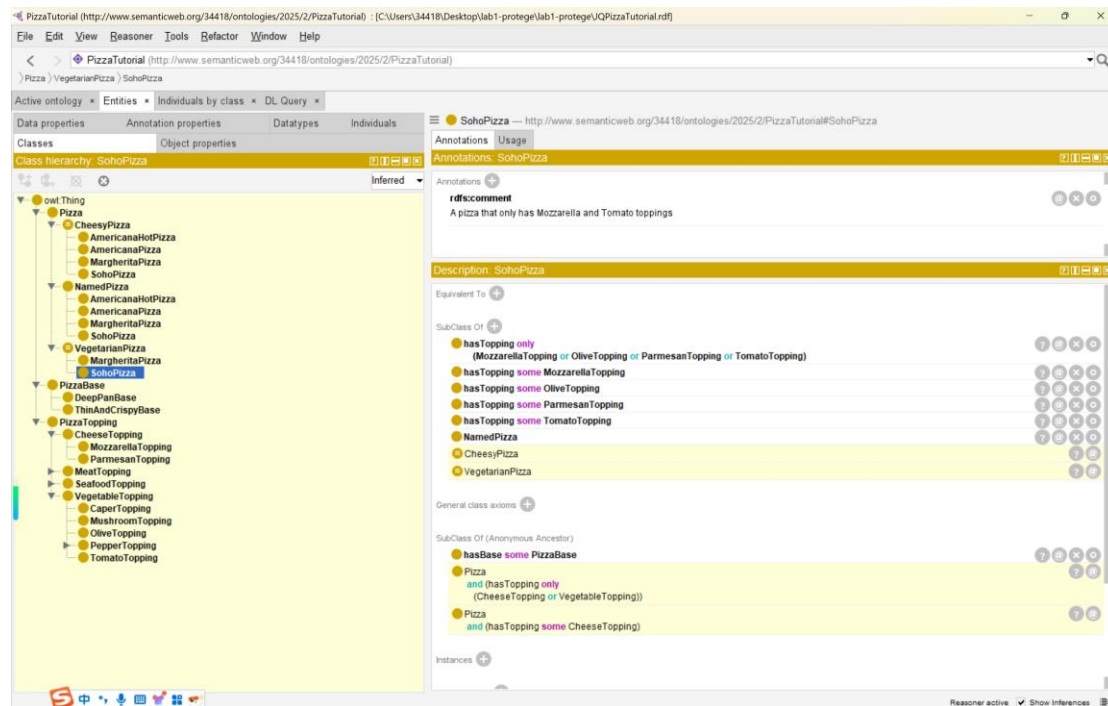 PizzaTutorial (http://www.semanticweb.org/34418/ontologies/2025/2/PizzaTutorial) : [C:\Users\34418\Desktop\lab1-protege\lab1-protege\JQPizzaTutorial.rdf]
File Edit View Reasoner Tools Refactor Window Help
PizzaTutorial (http://www.semanticweb.org/34418/ontologies/2025/2/PizzaTutorial)
Pizza VegetarianPizza SohoPizza
Active ontology × Entities × Individuals by class × DL Query ×
Data properties Annotation properties Datatypes Individuals
Classes Object properties
Class hierarchy: SohoPizza
Inferred
owl:Thing
Pizza
CheesyPizza
AmericanaHotPizza
AmericanaPizza
MargheritaPizza
SohoPizza
NamedPizza
AmericanaHotPizza
AmericanaPizza
MargheritaPizza
SohoPizza
VegetarianPizza
MargheritaPizza
SohoPizza
PizzaBase
DeepPanBase
ThinAndCrispyBase
PizzaTopping
CheeseTopping
MozzarellaTopping
ParmesanTopping
MeatTopping
SeafoodTopping
VegetableTopping
CaperTopping
MushroomTopping
OliveTopping
PepperTopping
TomatoTopping
SohoPizza — http://www.semanticweb.org/34418/ontologies/2025/2/PizzaTutorial#SohoPizza
Annotations Usage
Annotations: SohoPizza
Annotations
rdfs:comment
A pizza that only has Mozzarella and Tomato toppings
Description: SohoPizza
Equivalent To
SubClass Of
hasTopping only
(MozzarellaTopping or OliveTopping or ParmesanTopping or TomatoTopping)
hasTopping some MozzarellaTopping
hasTopping some OliveTopping
hasTopping some ParmesanTopping
hasTopping some TomatoTopping
NamedPizza
CheesyPizza
VegetarianPizza
General class axioms
SubClass Of (Anonymous Ancestor)
hasBase some PizzaBase
Pizza
and (hasTopping only
(CheeseTopping or VegetableTopping))
Pizza
and (hasTopping some CheeseTopping)
Instances
中
Reasoner active Show Inferences